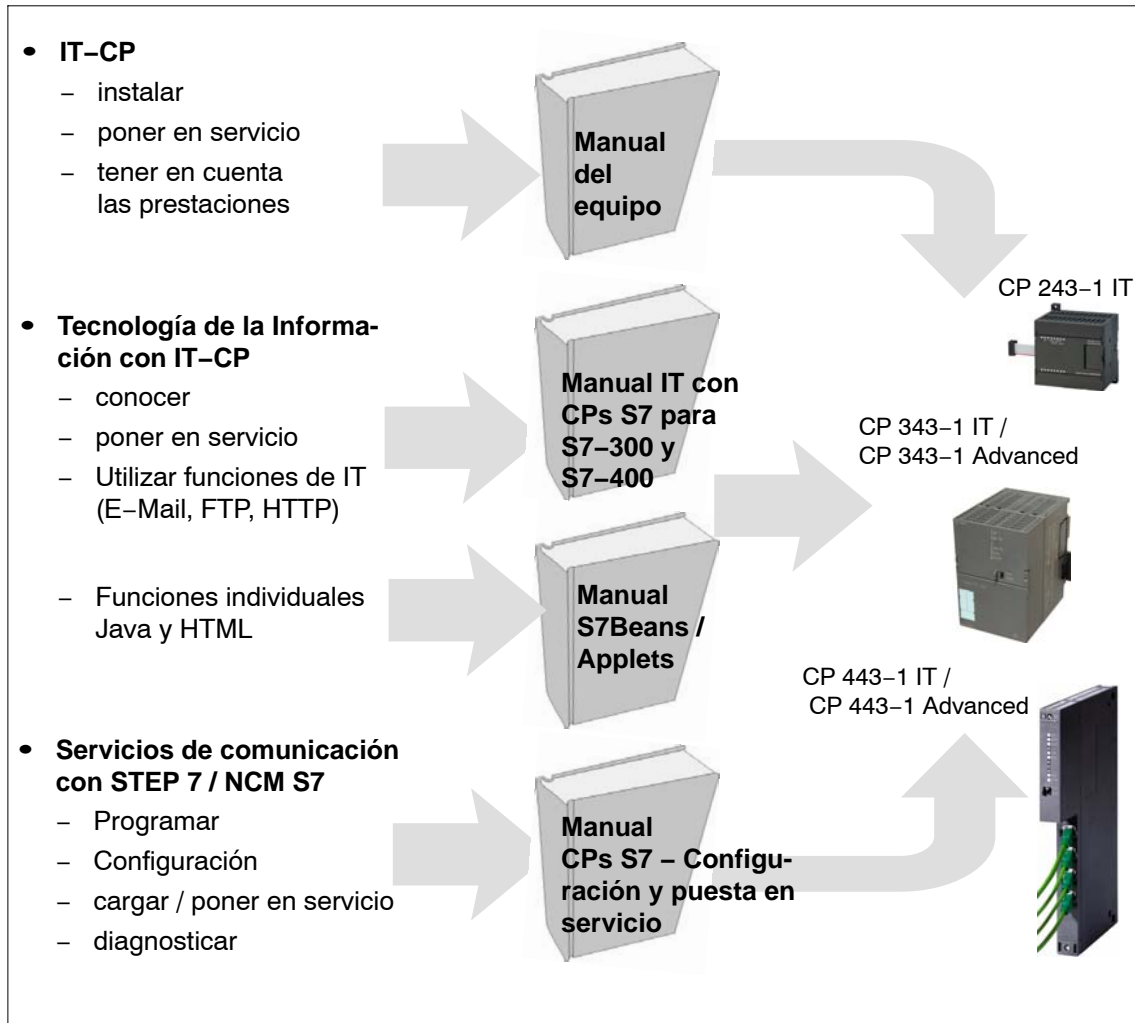 • IT–CP
– instalar
– poner en servicio
– tener en cuenta
las prestaciones
Manual
del
equipo
CP 243–1 IT
• Tecnología de la Informa-
ción con IT–CP
– conocer
– poner en servicio
– Utilizar funciones de IT
(E–Mail, FTP, HTTP)
Manual IT con
CPs S7 para
S7–300 y
S7–400
CP 343–1 IT /
CP 343–1 Advanced
– Funciones individuales
Java y HTML
Manual
S7Beans /
Applets
CP 443–1 IT /
CP 443–1 Advanced
• Servicios de comunicación
con STEP 7 / NCM S7
– Programar
– Configuración
– cargar / poner en servicio
– diagnosticar
Manual
CPs S7 – Configu-
ración y puesta en
servicio